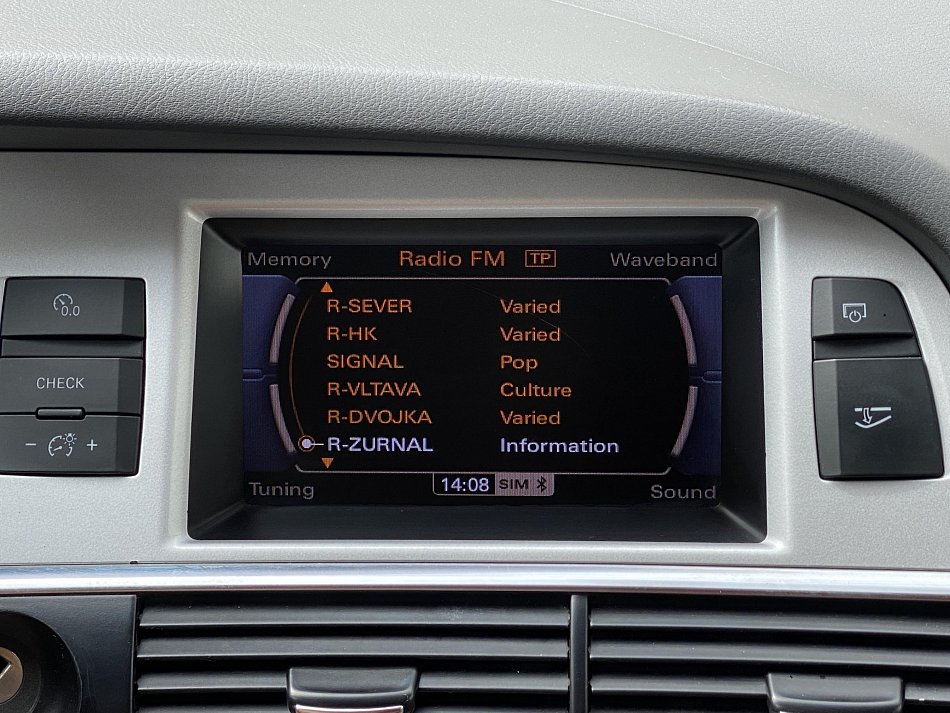 Memory Radio FM TP Waveband
R-SEVER Varied
R-HK Varied
SIGNAL Pop
R-VLTAVA Culture
R-DVOJKA Varied
R-ZURNAL Information
Tuning 14:08 SIM Sound
0.0
CHECK
- +